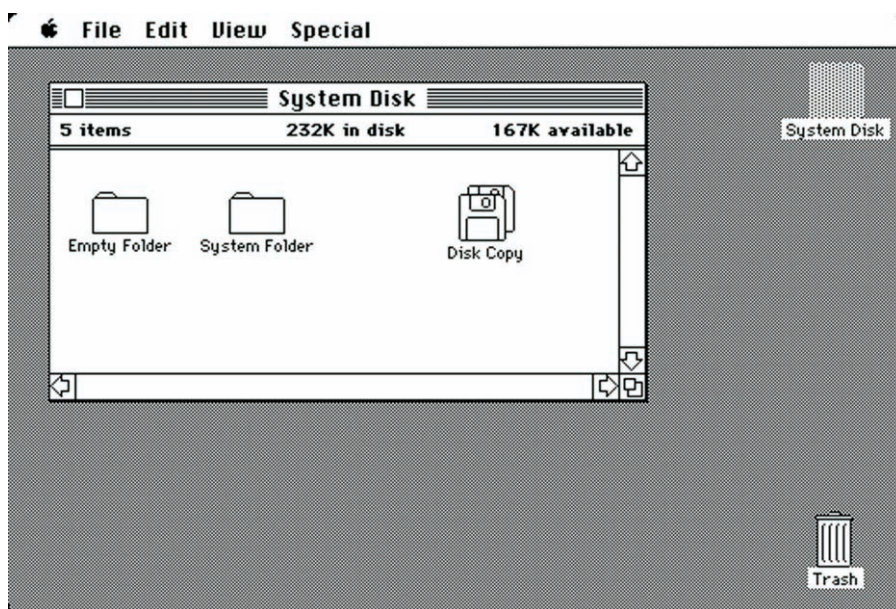 File Edit View Special
System Disk
5 items 232K in disk 167K available
System Disk
Empty Folder System Folder Disk Copy
Trash